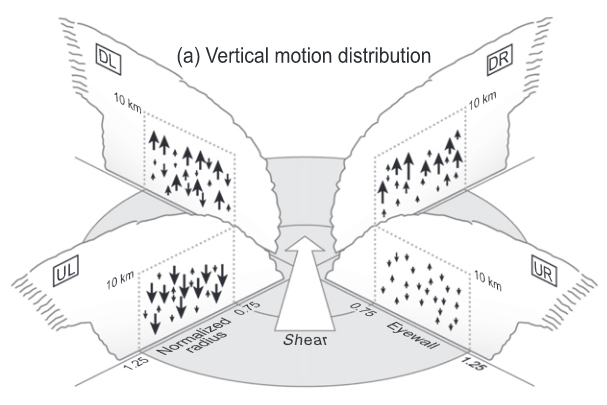 (a) Vertical motion distribution
DL
DR
10 km
10 km
UL
UR
10 km
10 km
0.75
0.75
Normalized
radius
Shear
Eyewall
1.25
1.25